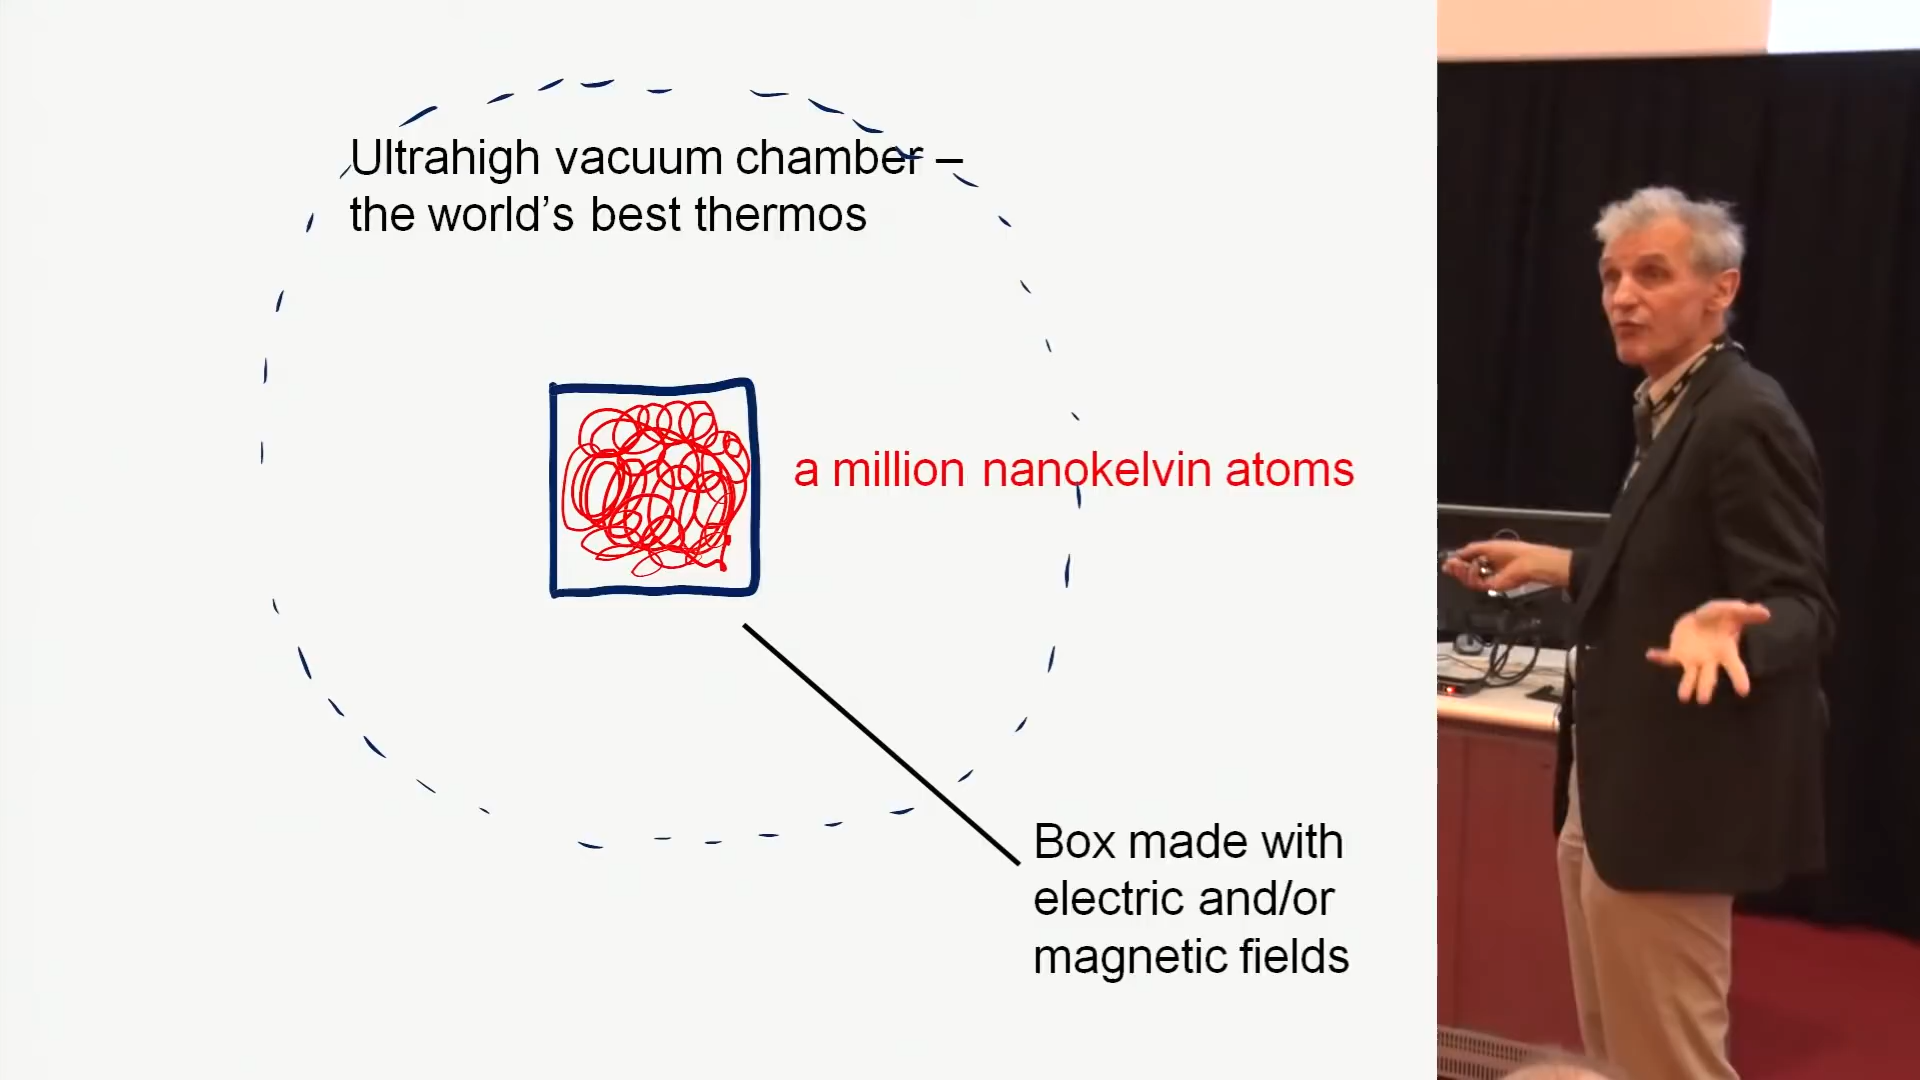 Ultrahigh vacuum chamber –
the world’s best thermos
a million nanokelvin atoms
Box made with
electric and/or
magnetic fields